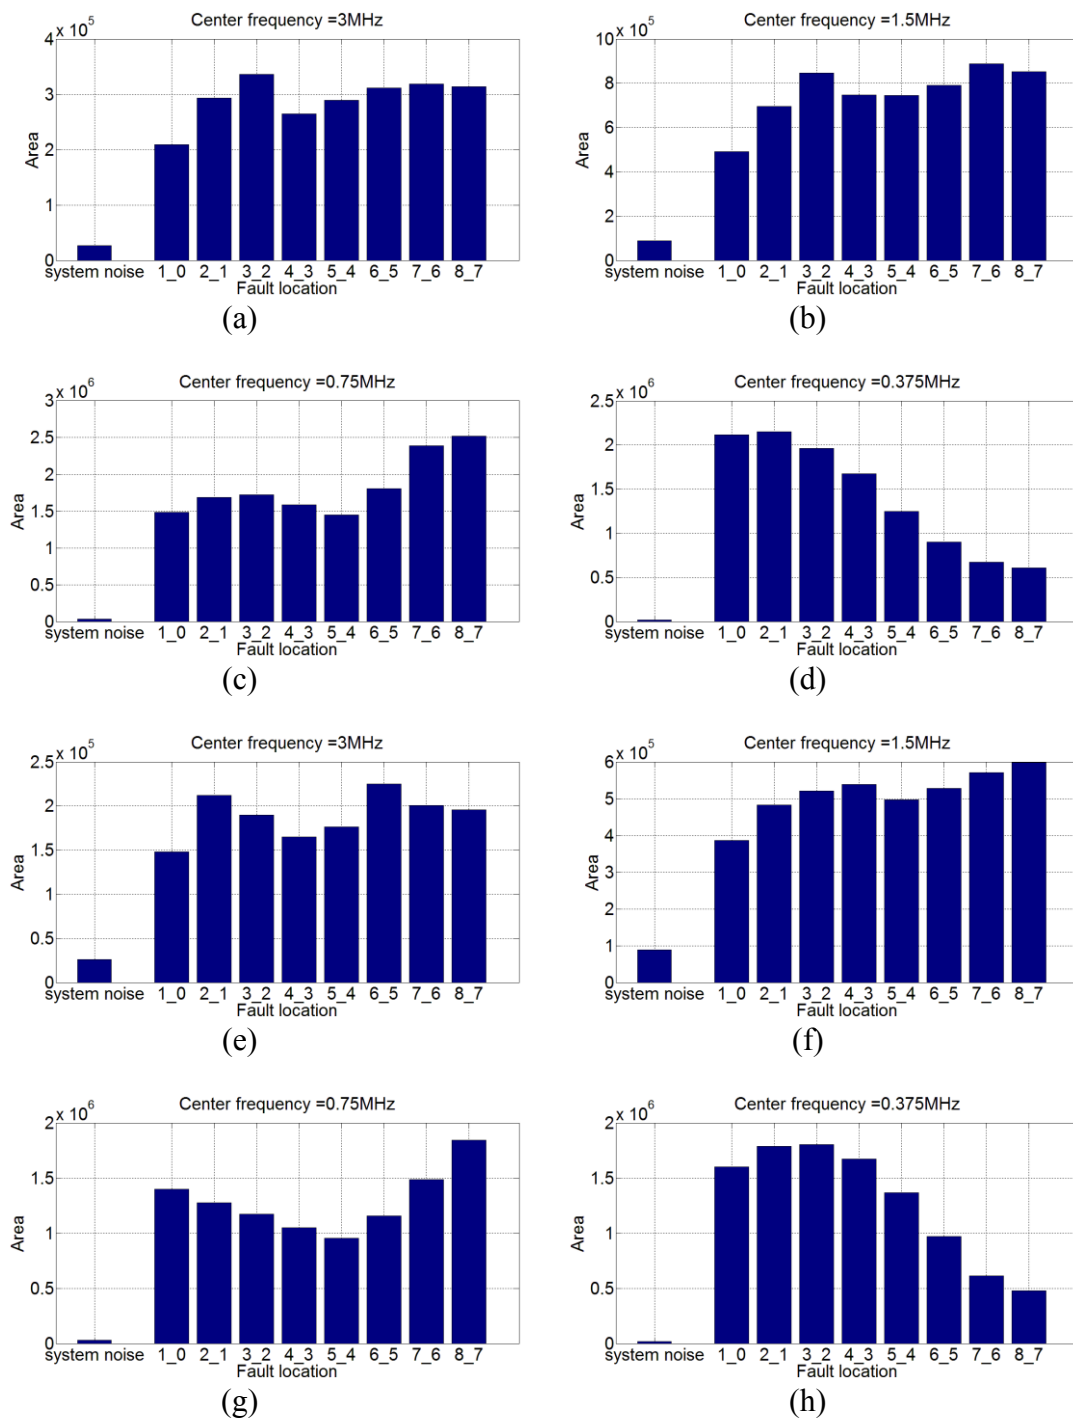 Center frequency =3MHz
x 10^5
4
3
2
1
0
Area
system noise 1_0 2_1 3_2 4_3 5_4 6_5 7_6 8_7
Fault location
(a)
Center frequency =1.5MHz
x 10^5
10
8
6
4
2
0
Area
system noise 1_0 2_1 3_2 4_3 5_4 6_5 7_6 8_7
Fault location
(b)
Center frequency =0.75MHz
x 10^6
3
2.5
2
1.5
1
0.5
0
Area
system noise 1_0 2_1 3_2 4_3 5_4 6_5 7_6 8_7
Fault location
(c)
Center frequency =0.375MHz
x 10^6
2.5
2
1.5
1
0.5
0
Area
system noise 1_0 2_1 3_2 4_3 5_4 6_5 7_6 8_7
Fault location
(d)
Center frequency =3MHz
x 10^5
2.5
2
1.5
1
0.5
0
Area
system noise 1_0 2_1 3_2 4_3 5_4 6_5 7_6 8_7
Fault location
(e)
Center frequency =1.5MHz
x 10^5
6
5
4
3
2
1
0
Area
system noise 1_0 2_1 3_2 4_3 5_4 6_5 7_6 8_7
Fault location
(f)
Center frequency =0.75MHz
x 10^6
2
1.5
1
0.5
0
Area
system noise 1_0 2_1 3_2 4_3 5_4 6_5 7_6 8_7
Fault location
(g)
Center frequency =0.375MHz
x 10^6
2
1.5
1
0.5
0
Area
system noise 1_0 2_1 3_2 4_3 5_4 6_5 7_6 8_7
Fault location
(h)